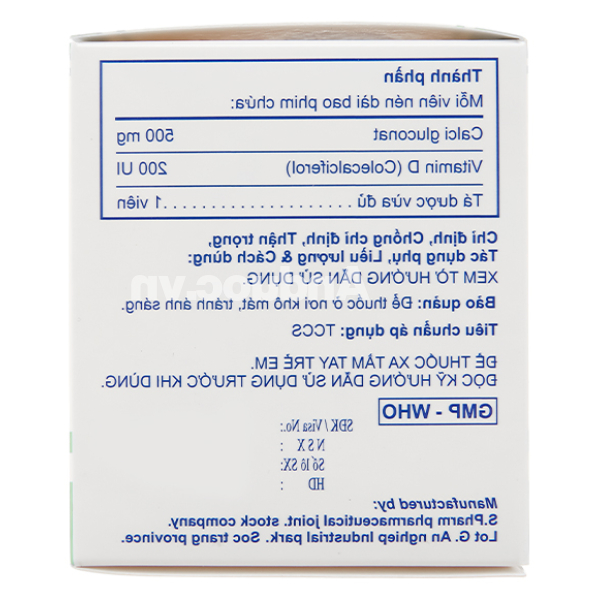 Thành phần
Mỗi viên nén dài bao phim chứa:
Calci gluconat 500 mg
Vitamin D (Colecalciferol) 200 UI
Tá dược vừa đủ.........................1 viên
Chỉ định, Chống chỉ định, Thận trọng,
Tác dụng phụ, Liều lượng & Cách dùng:
XEM TỜ HƯỚNG DẪN SỬ DỤNG.
Bảo quản: Để thuốc ở nơi khô mát, tránh ánh sáng.
Tiêu chuẩn áp dụng: TCCS
ĐỂ THUỐC XA TẦM TAY TRẺ EM.
ĐỌC KỸ HƯỚNG DẪN SỬ DỤNG TRƯỚC KHI DÙNG.
GMP - WHO
SĐK / Visa No.:
N S X :
Số lô SX:
HD :
Manufactured by:
S.Pharm pharmaceutical joint. stock company.
Lot G. An nghiep Industrial park. Soc trang province.